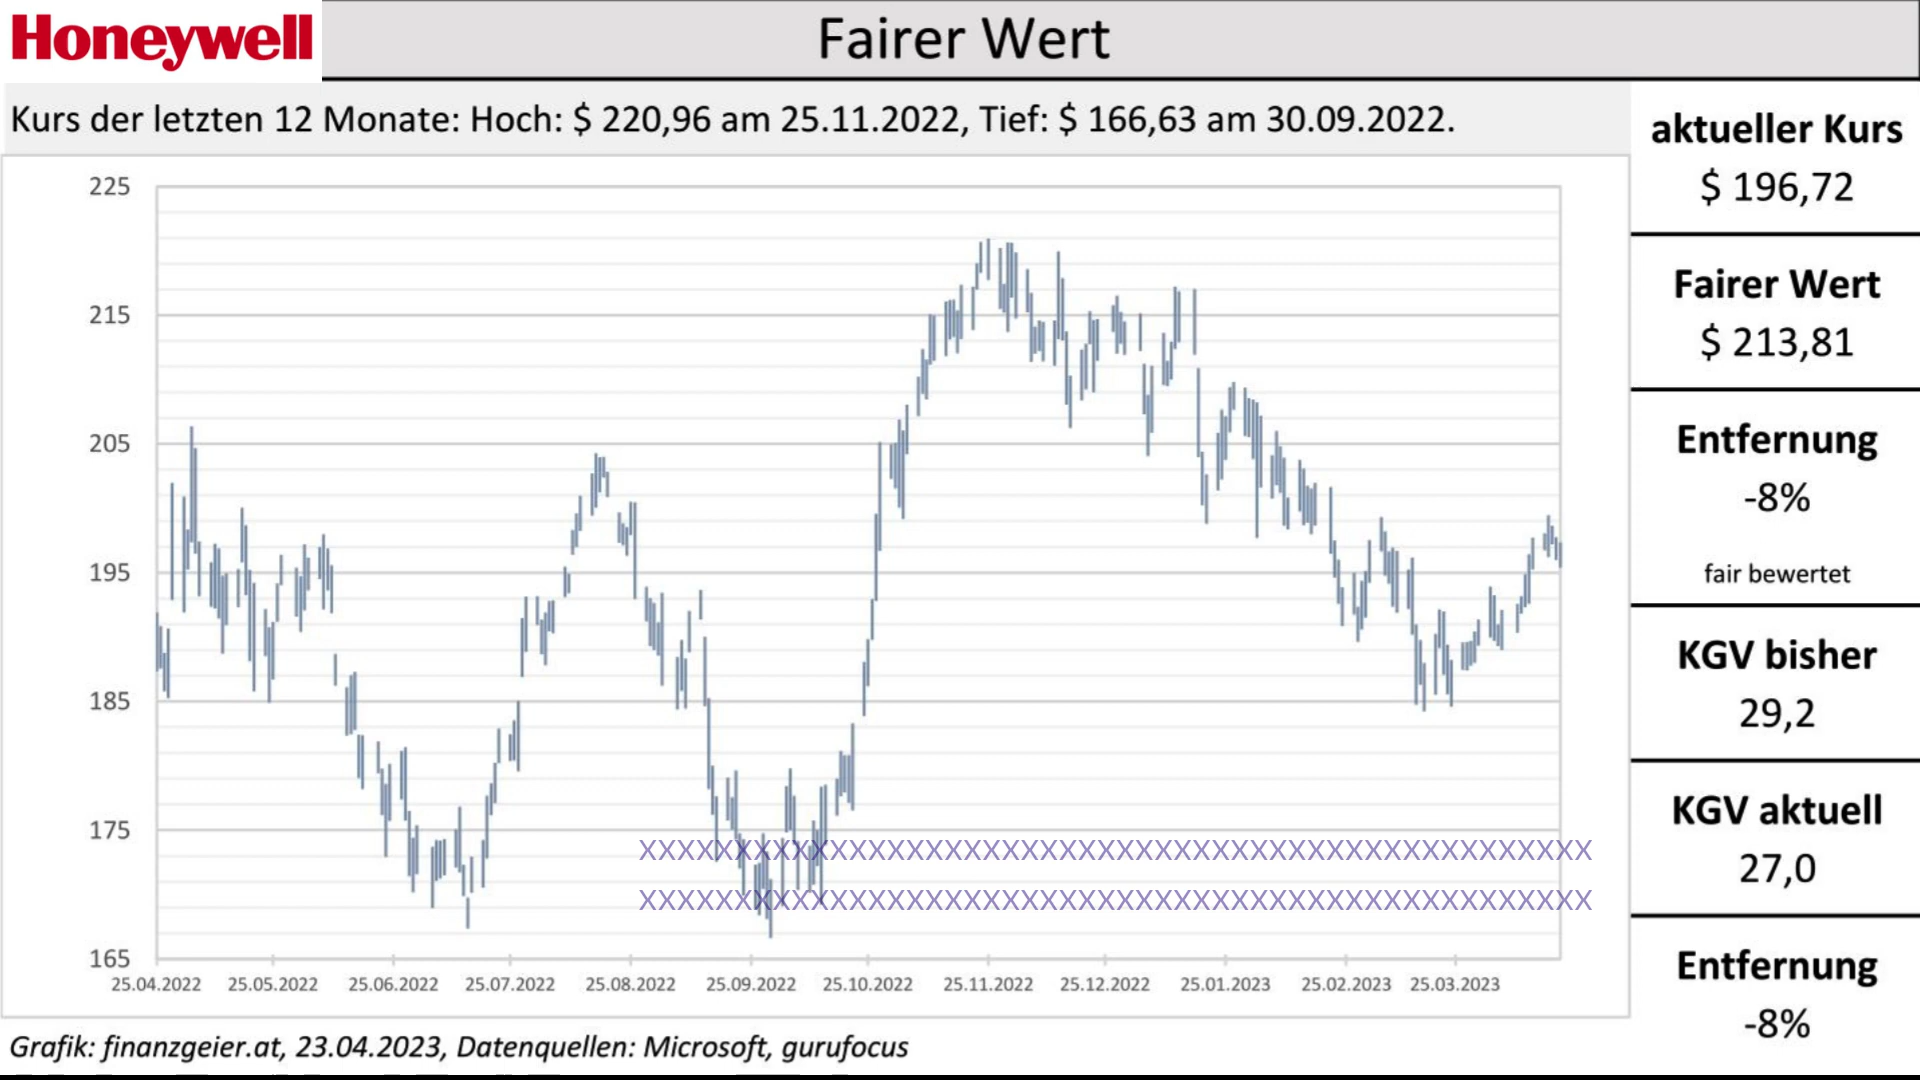 Honeywell
Fairer Wert
Kurs der letzten 12 Monate: Hoch: $ 220,96 am 25.11.2022, Tief: $ 166,63 am 30.09.2022.
225
215
205
195
185
175
165
25.04.2022 25.05.2022 25.06.2022 25.07.2022 25.08.2022 25.09.2022 25.10.2022 25.11.2022 25.12.2022 25.01.2023 25.02.2023 25.03.2023
XXXXXXXXXXXXXXXXXXXXXXXXXXXXXXXXXXXXXXXXXXXXXXXXX
XXXXXXXXXXXXXXXXXXXXXXXXXXXXXXXXXXXXXXXXXXXXXXXXX
aktueller Kurs
$ 196,72
Fairer Wert
$ 213,81
Entfernung
-8%
fair bewertet
KGV bisher
29,2
KGV aktuell
27,0
Entfernung
-8%
Grafik: finanzgeier.at, 23.04.2023, Datenquellen: Microsoft, gurufocus